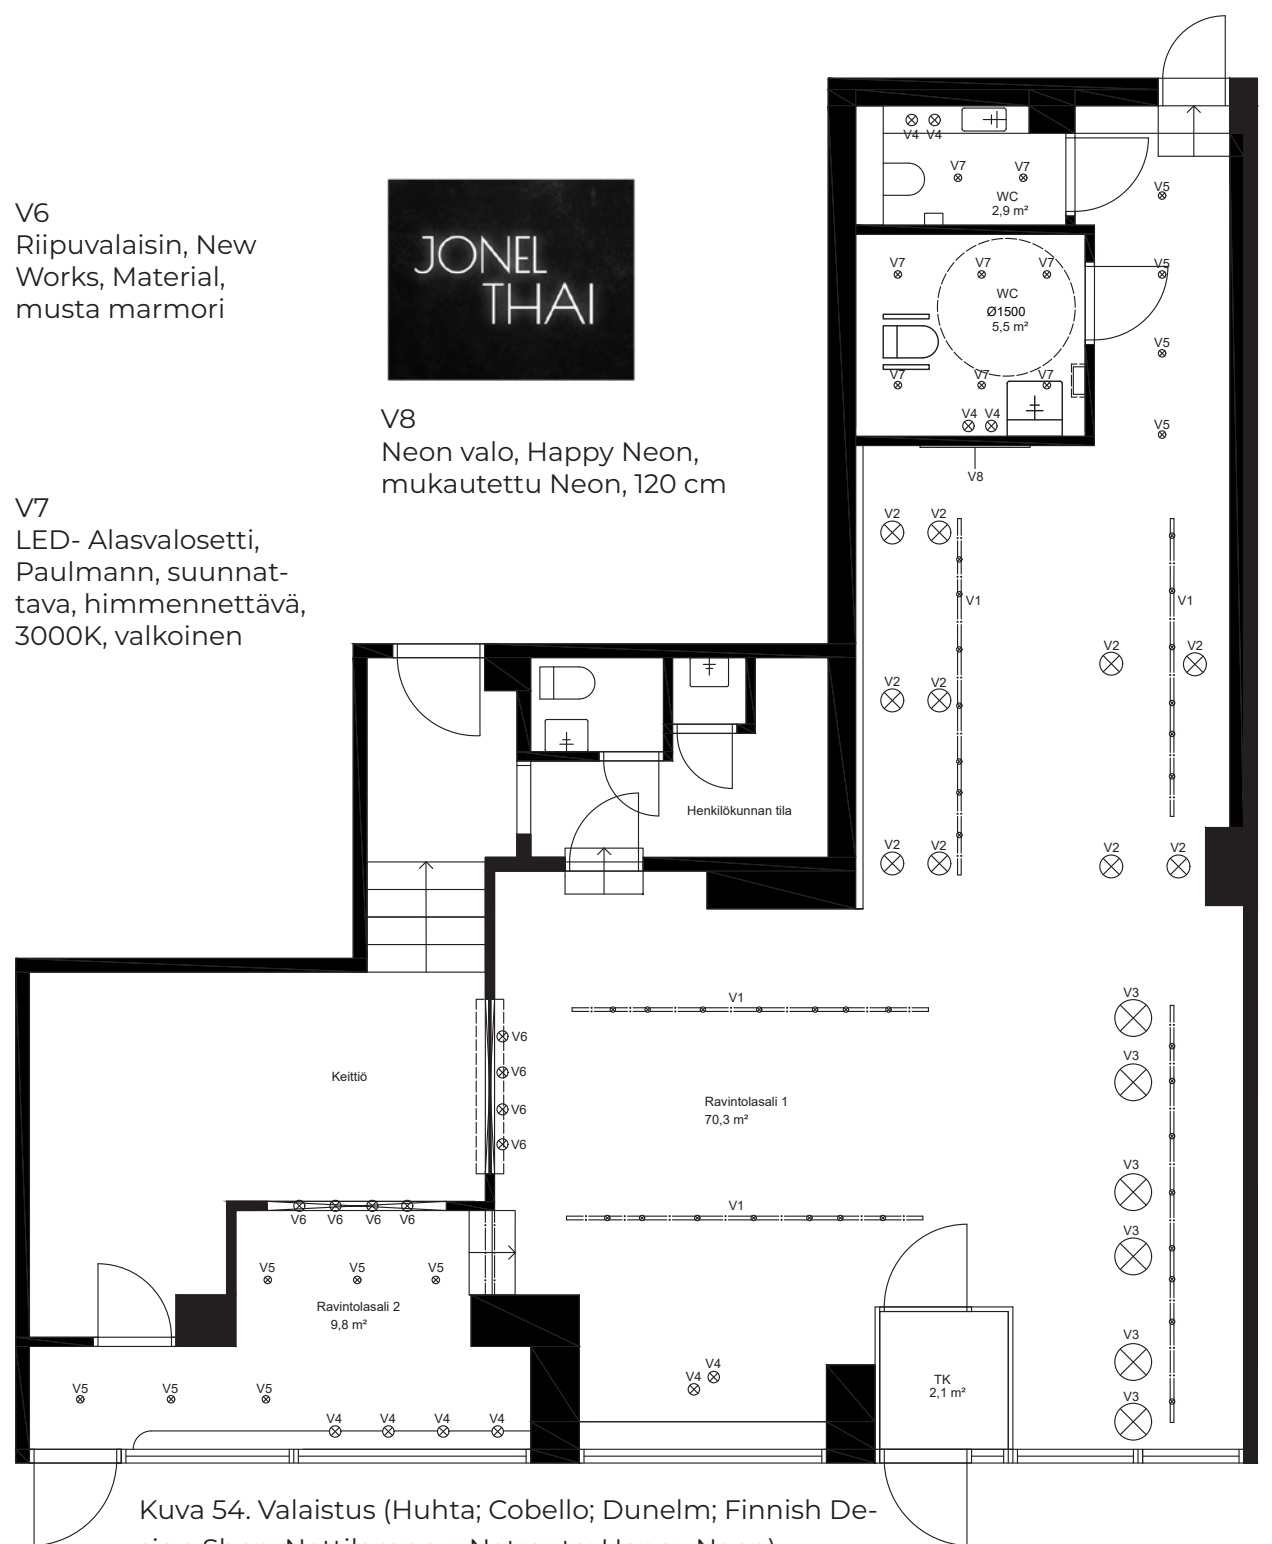 V6
Riipuvalaisin, New
Works, Material,
musta marmori
JONEL
THAI
V8
Neon valo, Happy Neon,
mukautettu Neon, 120 cm
V7
LED- Alasvalosetti,
Paulmann, suunnat-
tava, himmennettävä,
3000K, valkoinen
V4 V4
V7 V7
WC
2,9 m²
V5
V7 V7 V7 V5
WC
Ø1500
5,5 m²
V5
V7 V7 V7
V4 V4
V5
V8
V2 V2
V1 V1
V2 V2
V2 V2
Henkilökunnan tila
V2 V2 V2 V2
V1
V3
V6
V3
V6
Keittiö
V6
V6
Ravintolasali 1
70,3 m²
V3
V1
V6 V6 V6 V6
V3
V5 V5 V5
Ravintolasali 2
9,8 m²
V3
V4
V4
TK
2,1 m²
V5 V5 V5
V3
V4 V4 V4 V4
Kuva 54. Valaistus (Huhta; Cobello; Dunelm; Finnish De-